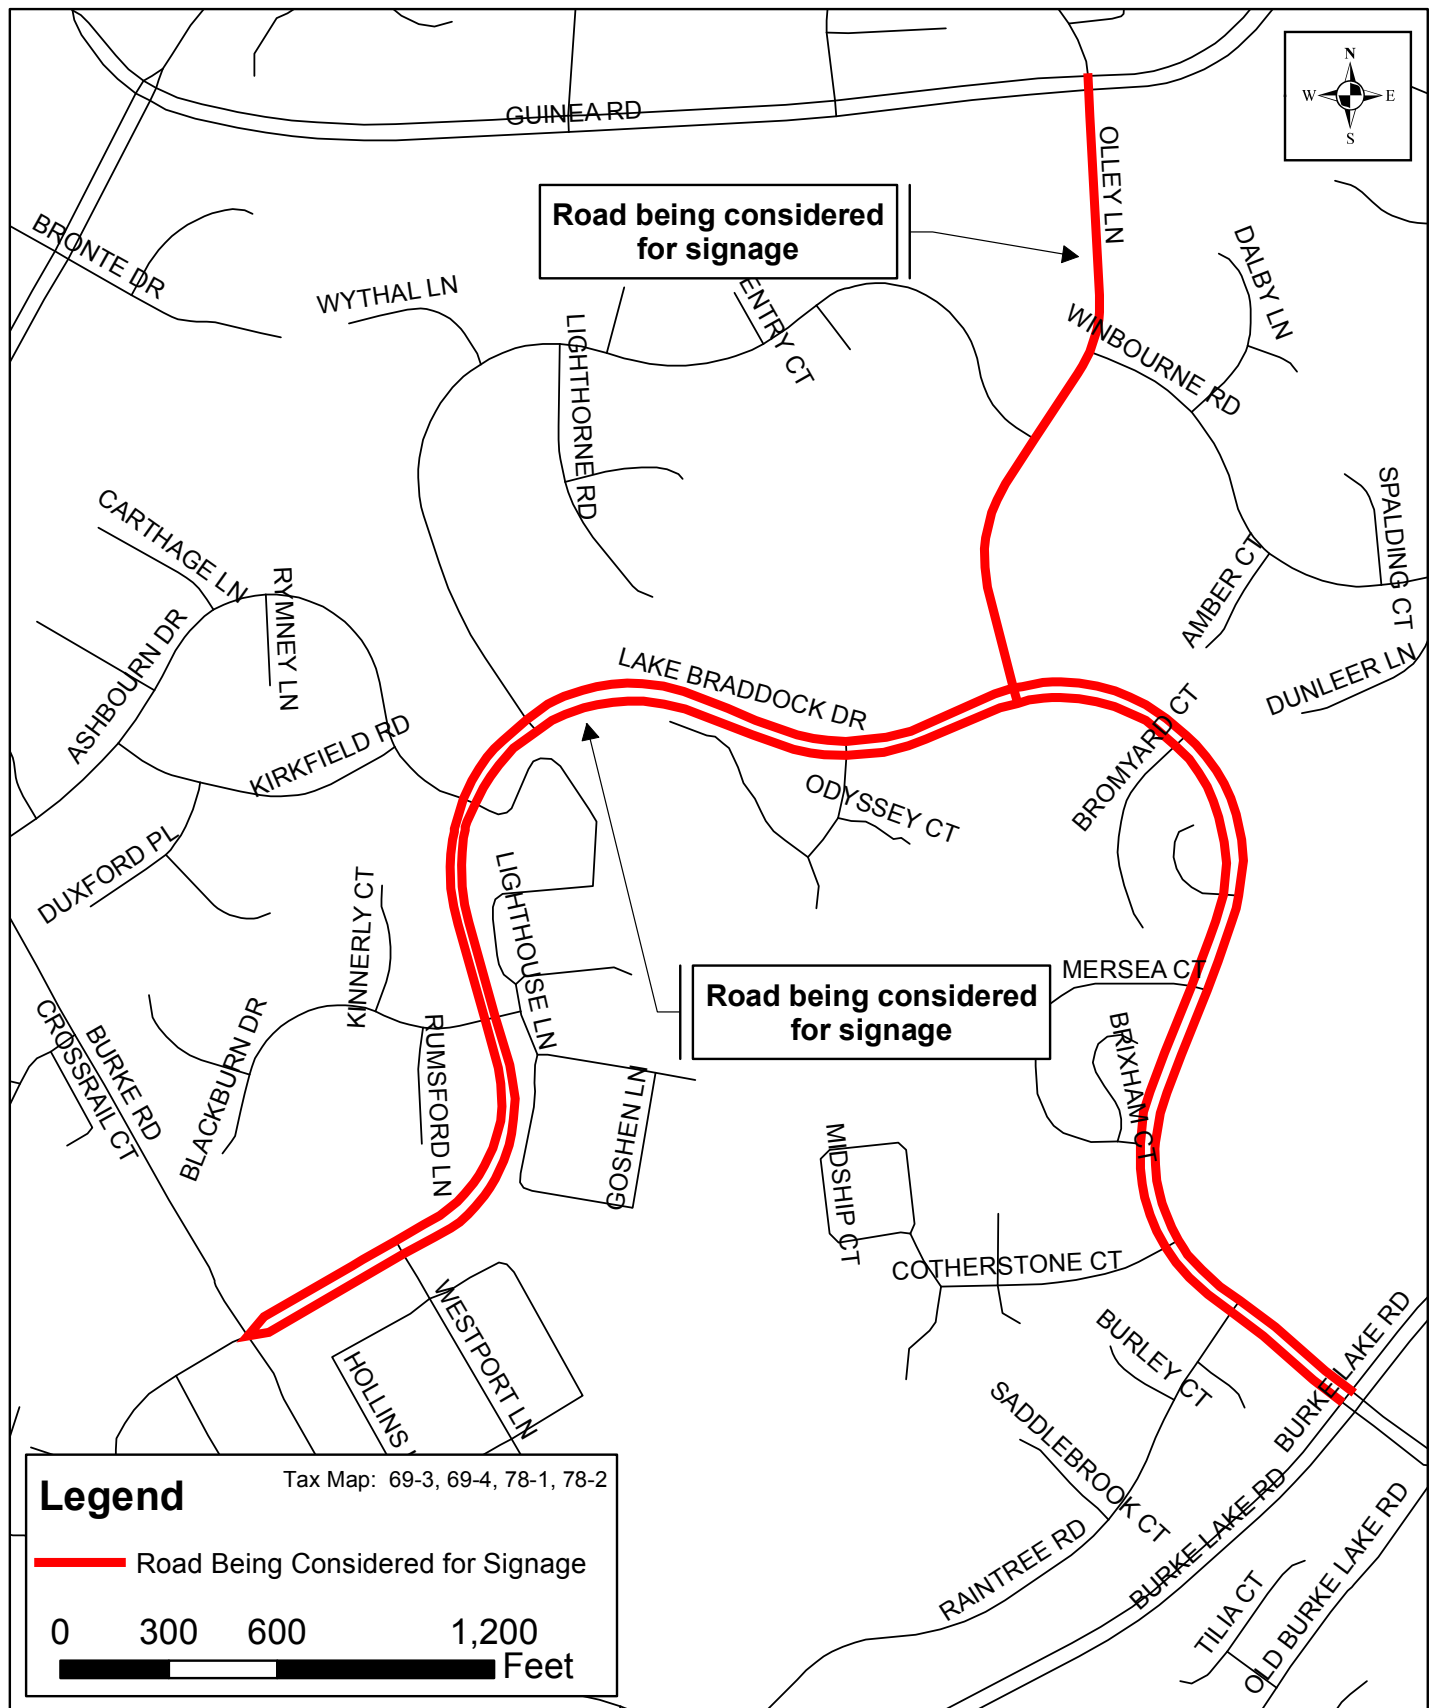 GUINEA RD
N
W
E
S
OLLEY LN
Road being considered
for signage
BRONTE DR
WYTHAL LN
LIGHTHORNE RD
ENTRY CT
DALBY LN
WINBOURNE RD
CARTHAGE LN
RYMNEY LN
ASHBOURN DR
SPALDING CT
AMBER CT
DUNLEER LN
LAKE BRADDOCK DR
KIRKFIELD RD
BROMYARD CT
ODYSSEY CT
DUXFORD PL
KINNERLY CT
LIGHTHOUSE LN
MERSEA CT
Road being considered
for signage
BLACKBURN DR
CROSSRAIL CT
BURKE RD
RUMSFORD LN
BRIXHAM CT
GOSHEN LN
MIDSHIP CT
COTHERSTONE CT
WESTPORT LN
HOLLINS
BURLEY CT
BURKE LAKE RD
SADDLEBROOK CT
RAINTREE RD
BURKE LAKE RD
OLD BURKE LAKE RD
TILIA CT
Legend
Tax Map: 69-3, 69-4, 78-1, 78-2
Road Being Considered for Signage
0 300 600 1,200
Feet